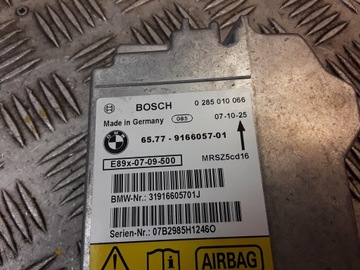 BOSCH 0 285 010 066
Made in Germany 085 07-10-25
65.77 - 9166057-01
E89x-07-09-500 MRSZ5cd16
BMW-Nr.: 31916605701J
Serien-Nr.: 07B2985H1246O
AIRBAG